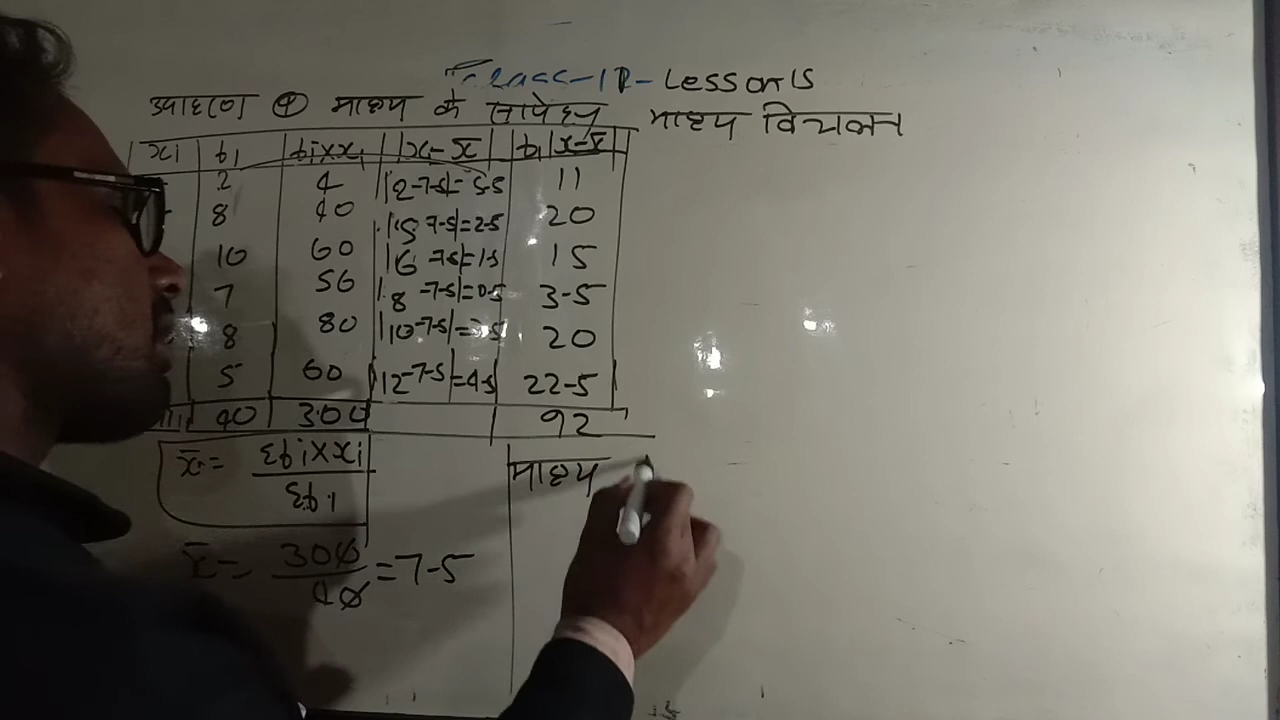 Class-11 - Lesson 15
उदाहरण ④ माध्य के सापेक्ष्य माध्य विचलन
xi fi fi×xi |xi-x̄| fi|x-x̄|
2 4 |2-7-5|=5-5 11
8 40 |5-7-5|=2-5 20
10 60 |6-7-5|=1-5 15
7 56 |8-7-5|=0-5 3-5
8 80 |10-7-5|=2-5 20
5 60 |12-7-5|=4-5 22-5
40 300 92
x̄ = Σfi×xi / Σfi
x̄ = 300 / 40 = 7-5
माध्य